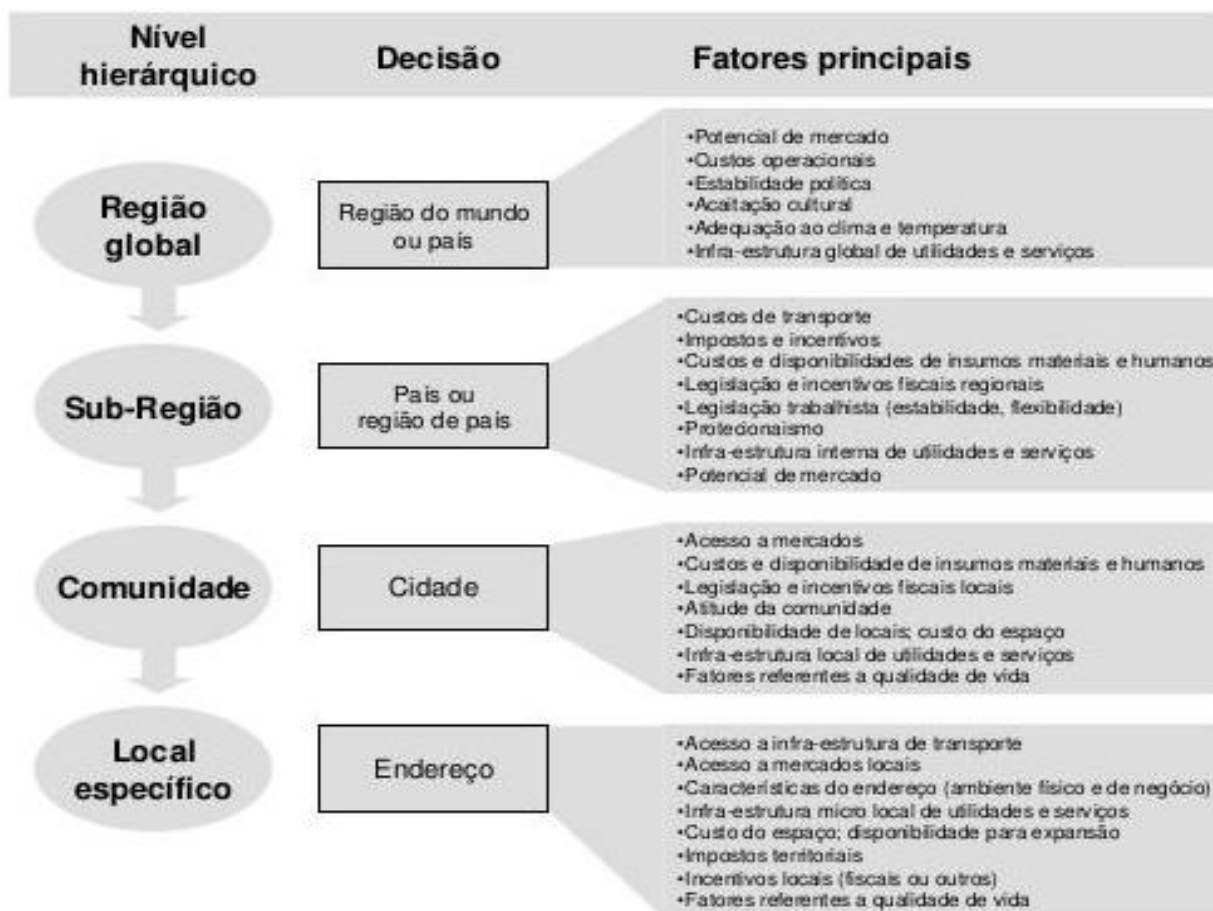 Nível
hierárquico
Decisão
Fatores principais
Região
global
Região do mundo
ou país
•Potencial de mercado
•Custos operacionais
•Estabilidade política
•Acaitação cultural
•Adequação ao clima e temperatura
•Infra-estrutura global de utilidades e serviços
Sub-Região
País ou
região de país
•Custos de transporte
•Impostos e incentivos
•Custos e disponibilidades de insumos materiais e humanos
•Legislação e incentivos fiscais regionais
•Legislação trabalhista (estabilidade, flexibilidade)
•Protecionaismo
•Infra-estrutura interna de utilidades e serviços
•Potencial de mercado
Comunidade
Cidade
•Acesso a mercados
•Custos e disponibilidade de insumos materiais e humanos
•Legislação e incentivos fiscais locais
•Atitude da comunidade
•Disponibilidade de locais; custo do espaço
•Infra-estrutura local de utilidades e serviços
•Fatores referentes a qualidade de vida
Local
específico
Endereço
•Acesso a infra-estrutura de transporte
•Acesso a mercados locais
•Características do endereço (ambiente físico e de negócio)
•Infra-estrutura micro local de utilidades e serviços
•Custo do espaço; disponibilidade para expansão
•Impostos territoriais
•Incentivos locais (fiscais ou outros)
•Fatores referentes a qualidade de vida